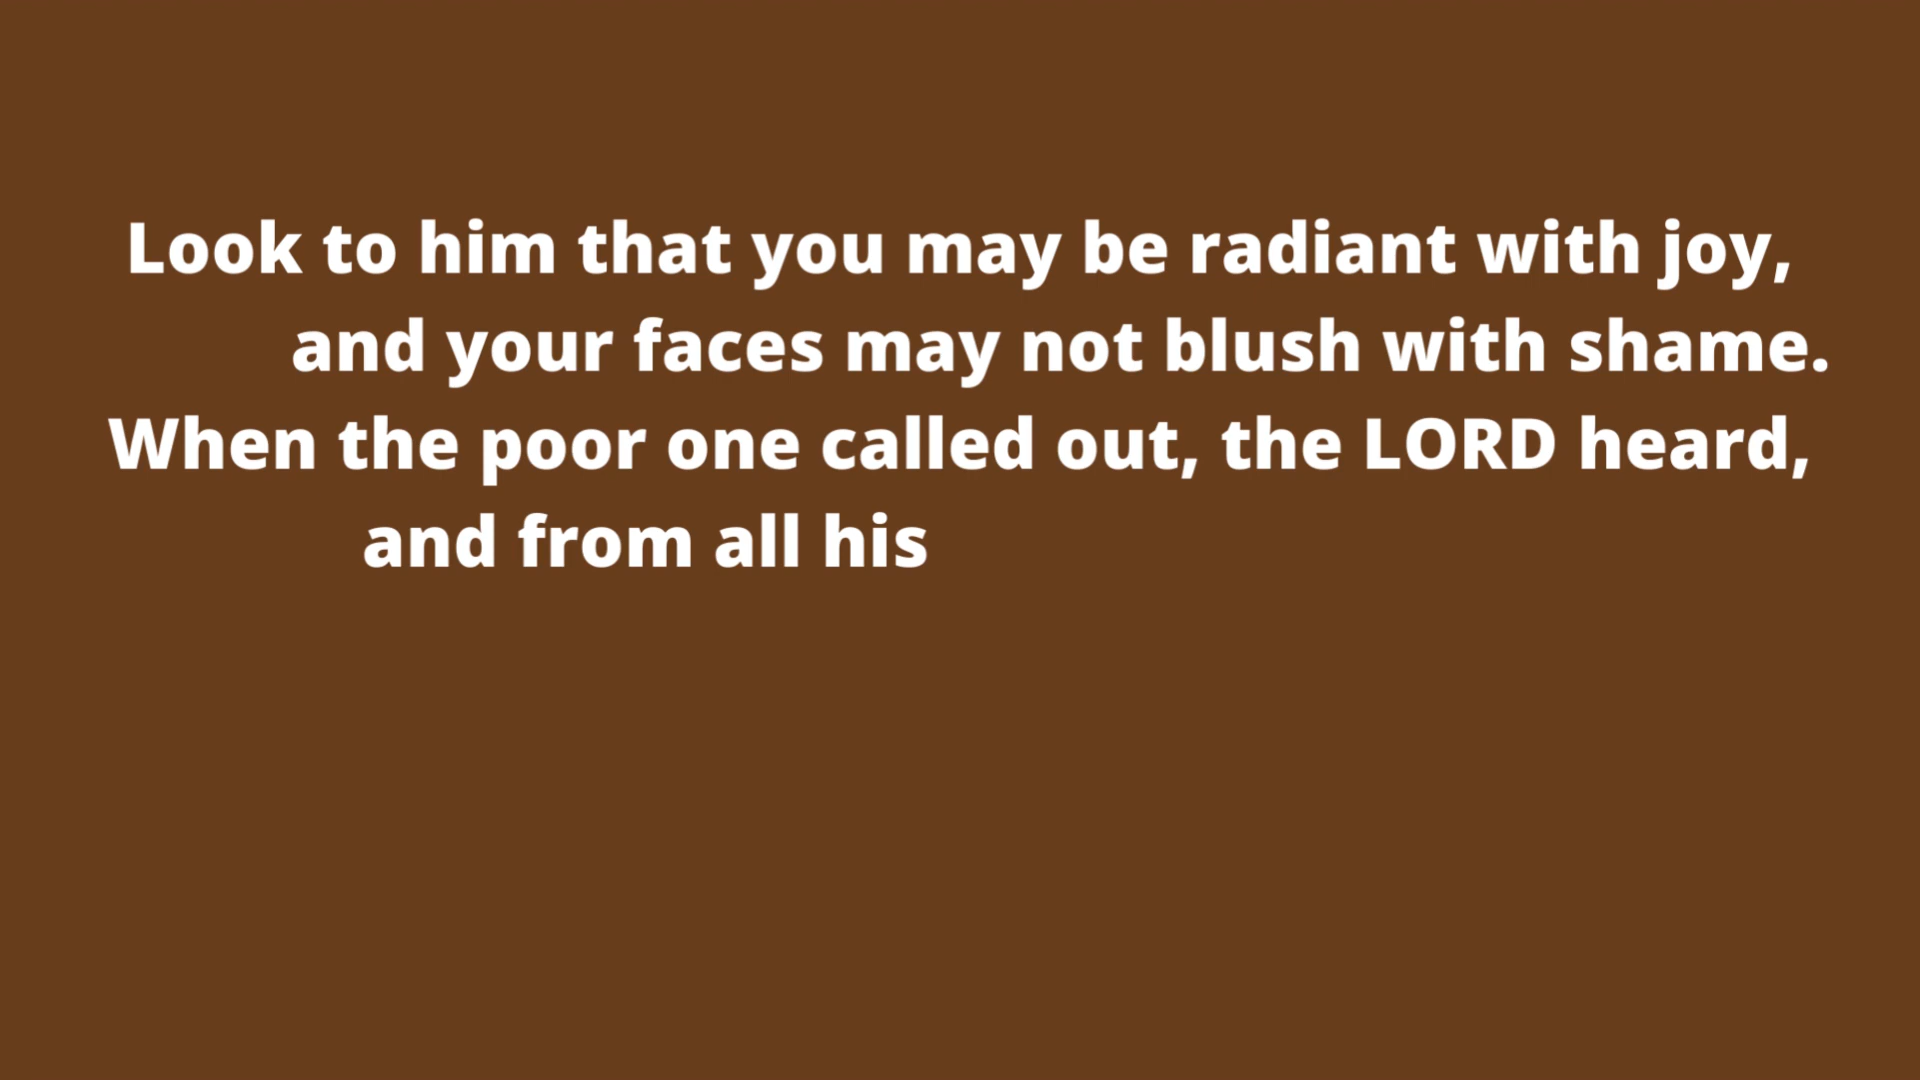 Look to him that you may be radiant with joy,
and your faces may not blush with shame.
When the poor one called out, the LORD heard,
and from all his